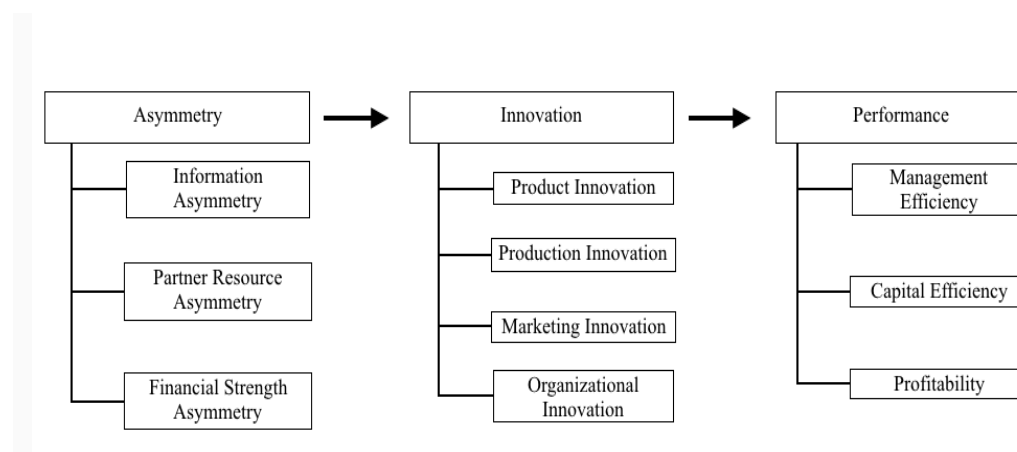 Asymmetry
Information
Asymmetry
Partner Resource
Asymmetry
Financial Strength
Asymmetry
Innovation
Product Innovation
Production Innovation
Marketing Innovation
Organizational
Innovation
Performance
Management
Efficiency
Capital Efficiency
Profitability